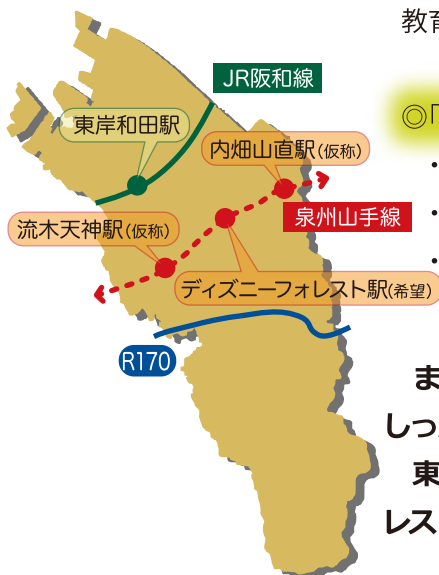 教育
JR阪和線
◎「
東岸和田駅
内畑山直駅(仮称)
・
泉州山手線
・
流木天神駅(仮称)
・
ディズニーフォレスト駅(希望)
R170
ま
しっ
東
レス